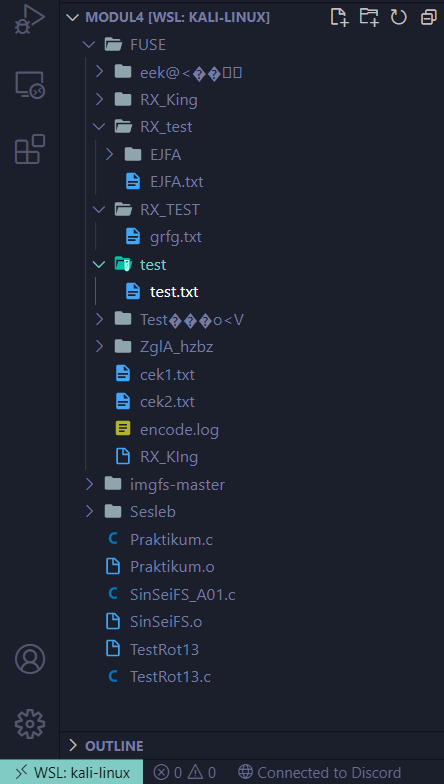 MODUL4 [WSL: KALI-LINUX]
FUSE
eek@<��▯▯
RX_King
RX_test
EJFA
EJFA.txt
RX_TEST
grfg.txt
test
test.txt
Test���o<V
ZglA_hzbz
cek1.txt
cek2.txt
encode.log
RX_KIng
imgfs-master
Sesleb
Praktikum.c
Praktikum.o
SinSeiFS_A01.c
SinSeiFS.o
TestRot13
TestRot13.c
OUTLINE
WSL: kali-linux 0 0 Connected to Discord